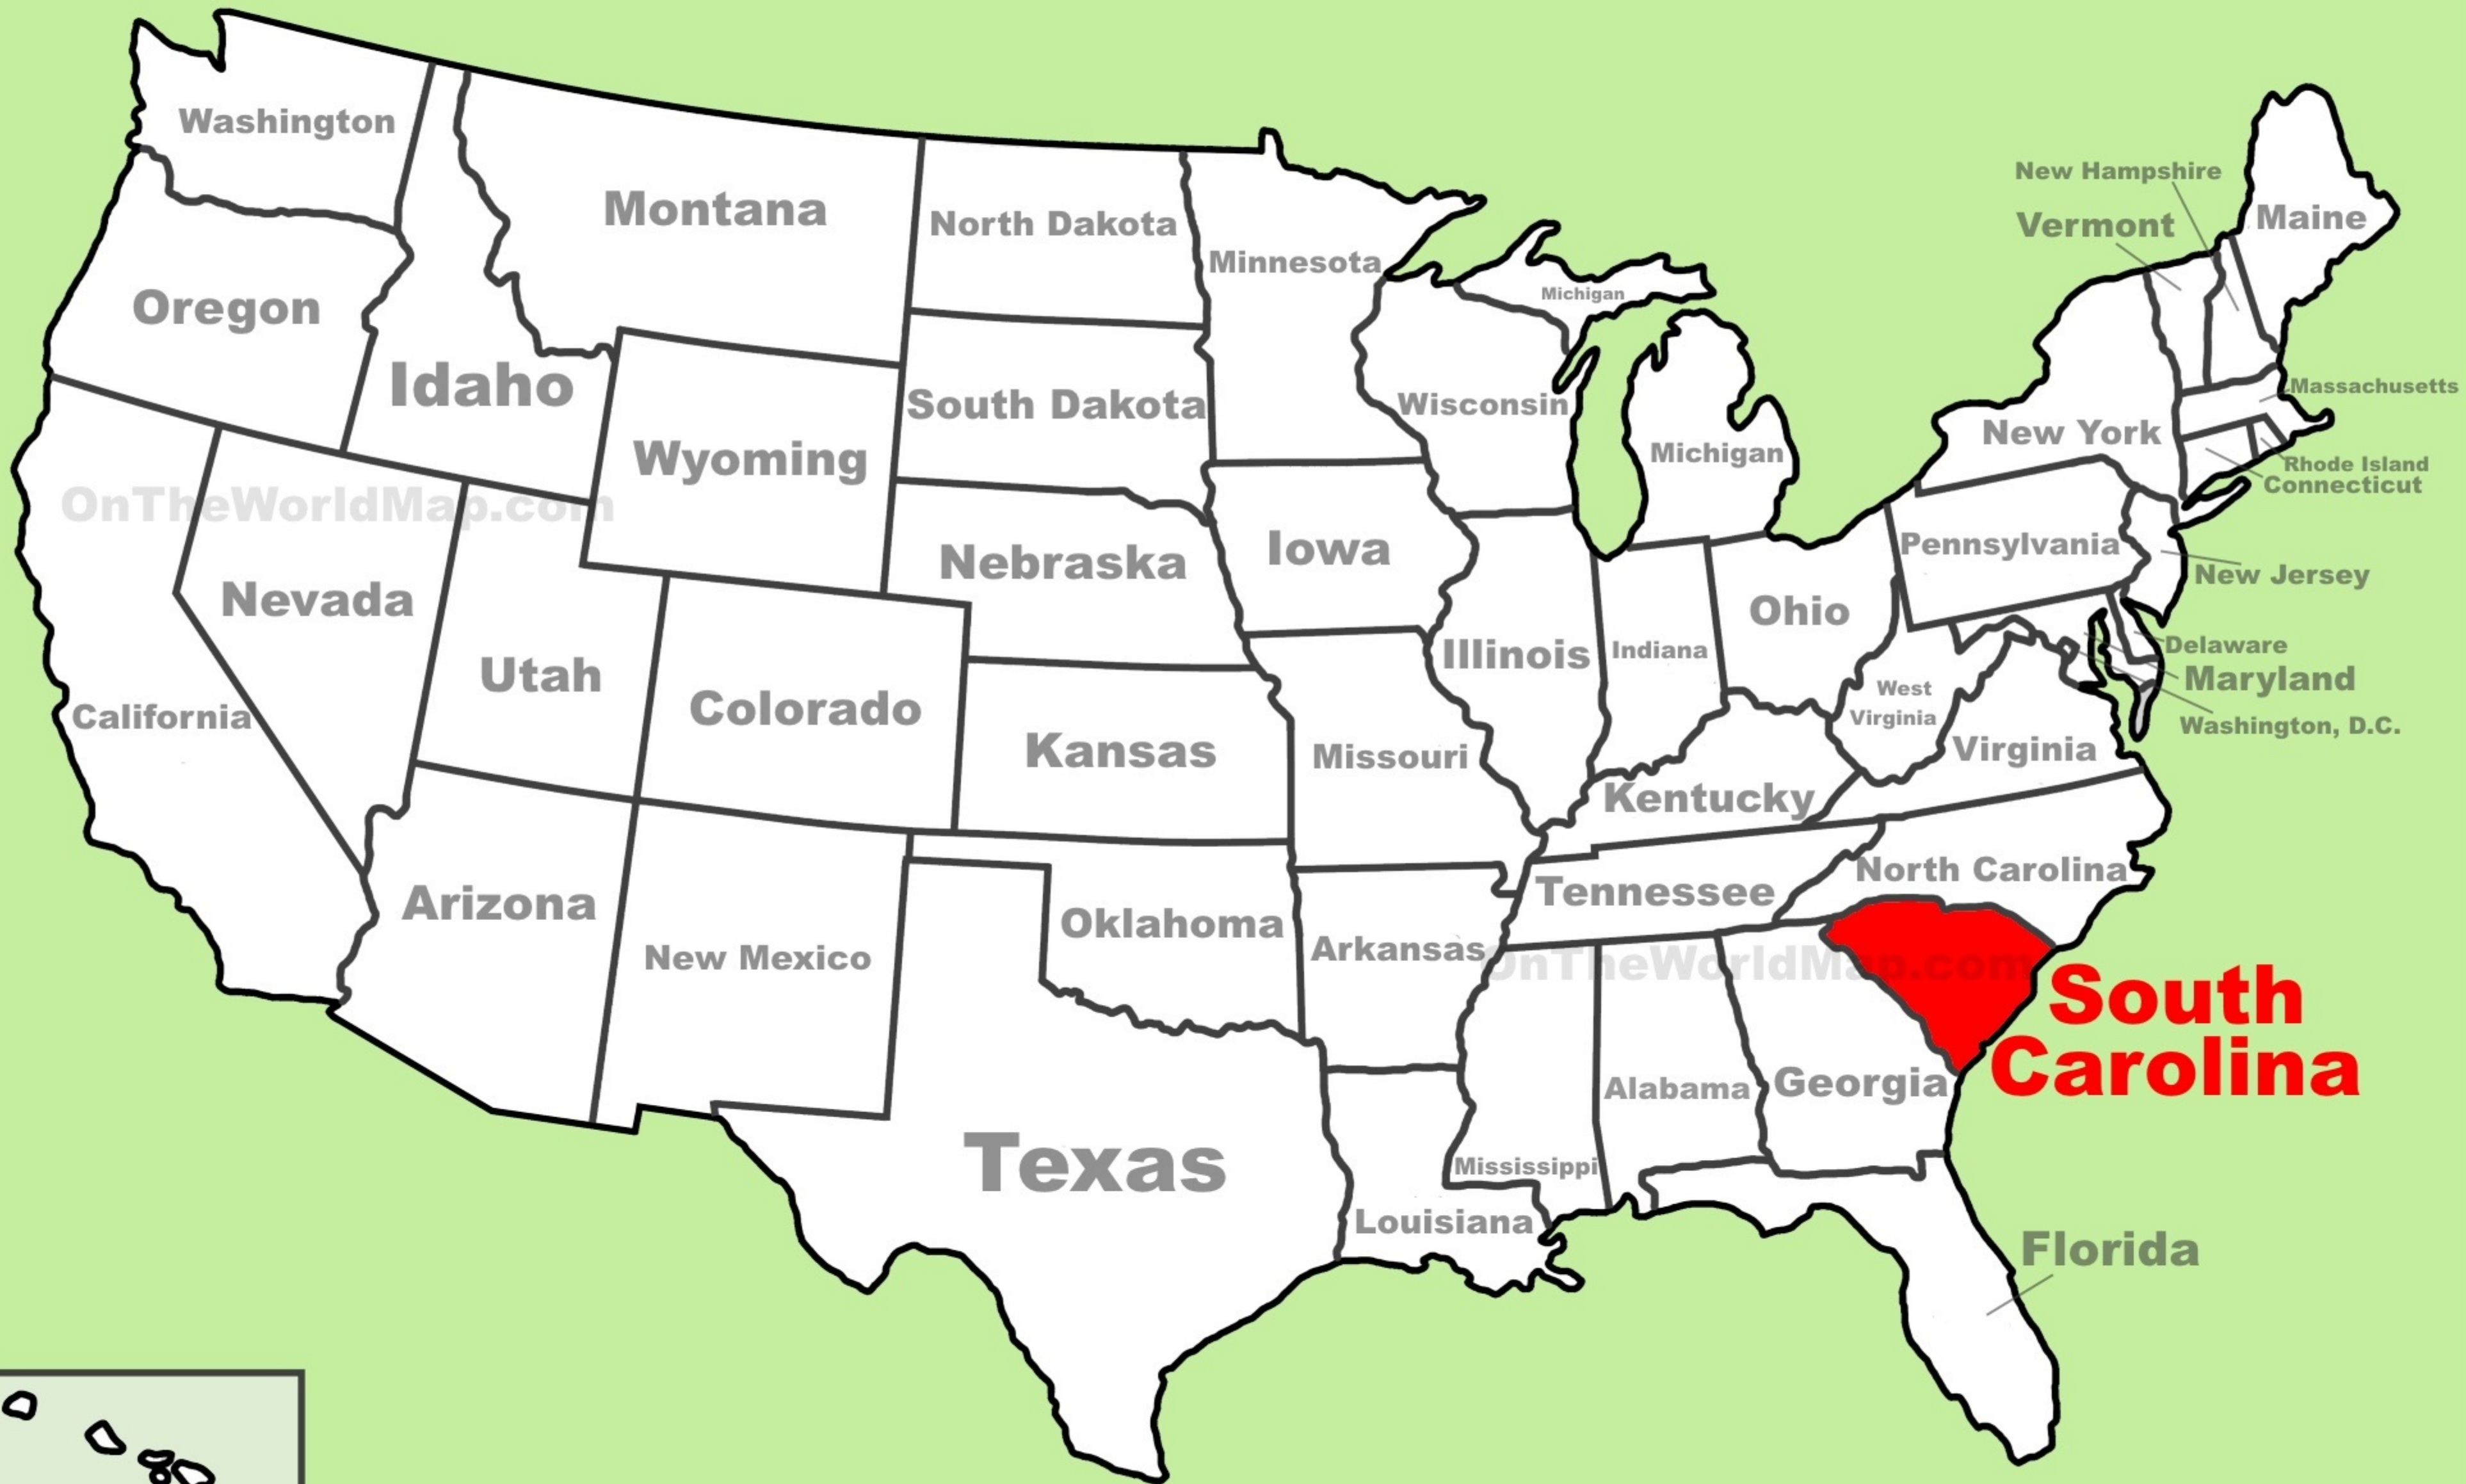 Washington
Montana
North Dakota
Minnesota
Michigan
New Hampshire
Vermont
Maine
Oregon
Idaho
Wyoming
South Dakota
Wisconsin
Michigan
New York
Massachusetts
Rhode Island
Connecticut
OnTheWorldMap.com
Nevada
Utah
Colorado
Nebraska
Iowa
Illinois
Indiana
Ohio
Pennsylvania
New Jersey
Delaware
Maryland
Washington, D.C.
West
Virginia
Virginia
California
Kansas
Missouri
Kentucky
Arizona
New Mexico
Oklahoma
Arkansas
Tennessee
North Carolina
OnTheWorldMap.com
South
Carolina
Texas
Louisiana
Mississippi
Alabama
Georgia
Florida